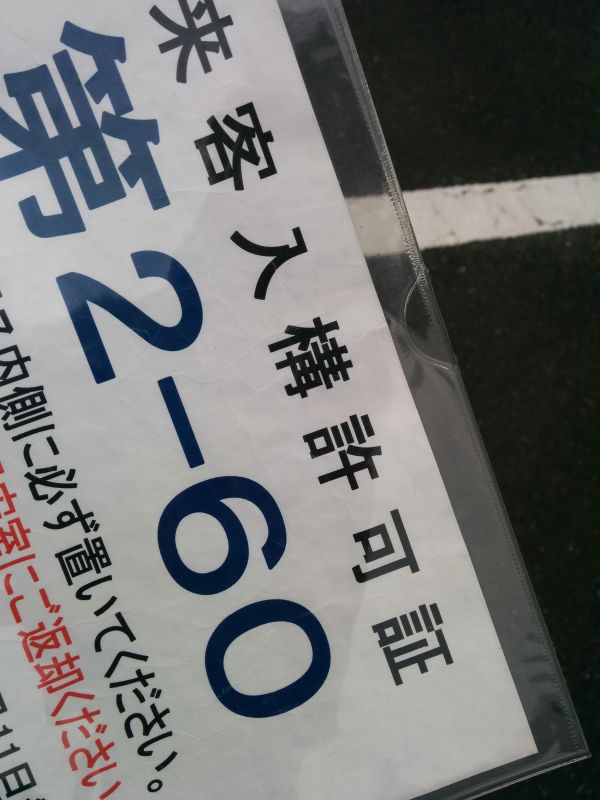 来客入構許可証
第2-60
内側に必ず置いてください。
室にご返却ください
11日